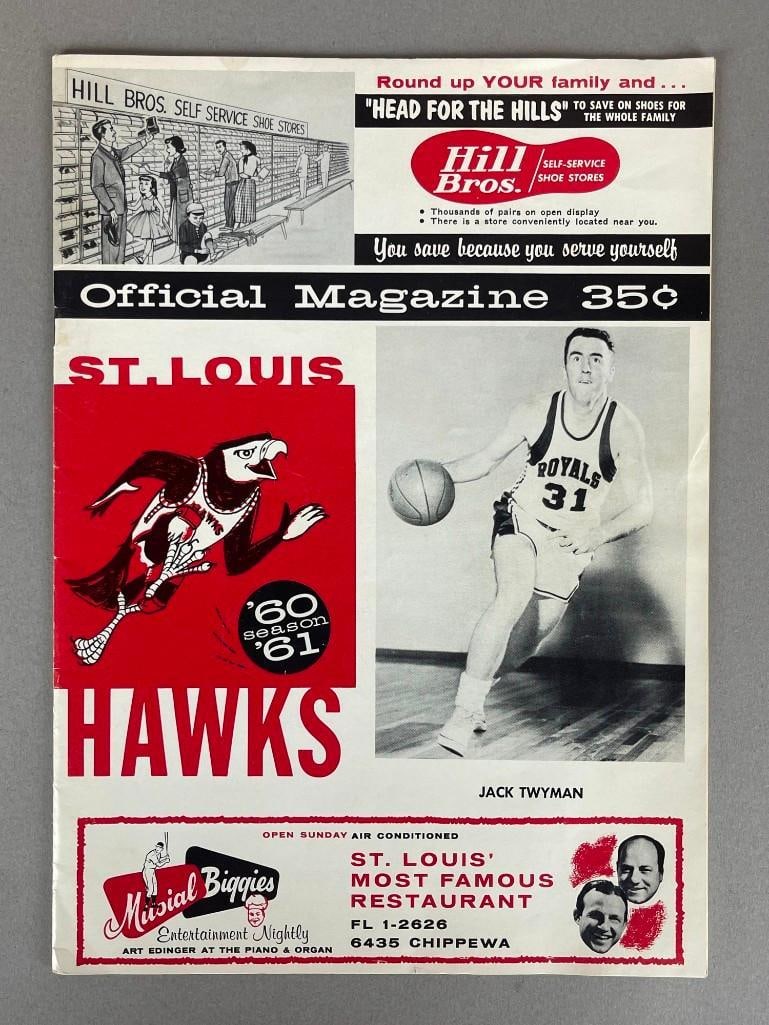 HILL BROS. SELF SERVICE SHOE STORES
Round up YOUR family and . . .
"HEAD FOR THE HILLS" TO SAVE ON SHOES FOR
THE WHOLE FAMILY
Hill
Bros.
SELF-SERVICE
SHOE STORES
• Thousands of pairs on open display
• There is a store conveniently located near you.
You save because you serve yourself
Official Magazine 35¢
ST. LOUIS
HAWKS
'60
season
'61
HAWKS
ROYALS
31
JACK TWYMAN
OPEN SUNDAY AIR CONDITIONED
Musial Biggies
Entertainment Nightly
ART EDINGER AT THE PIANO & ORGAN
ST. LOUIS'
MOST FAMOUS
RESTAURANT
FL 1-2626
6435 CHIPPEWA